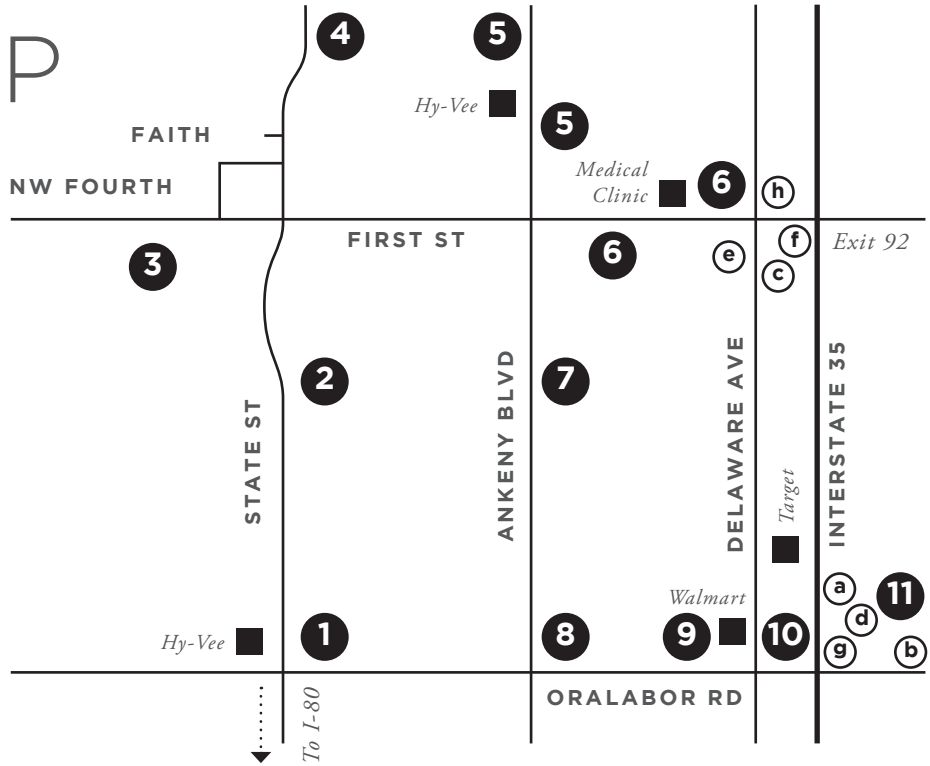 P
4
5
Hy-Vee
5
FAITH
Medical
Clinic
6
h
NW FOURTH
FIRST ST
3
6
e
f
c
Exit 92
2
7
STATE ST
ANKENY BLVD
DELAWARE AVE
Target
INTERSTATE 35
a
11
d
g
b
Walmart
Hy-Vee
1
8
9
10
ORALABOR RD
To I-80